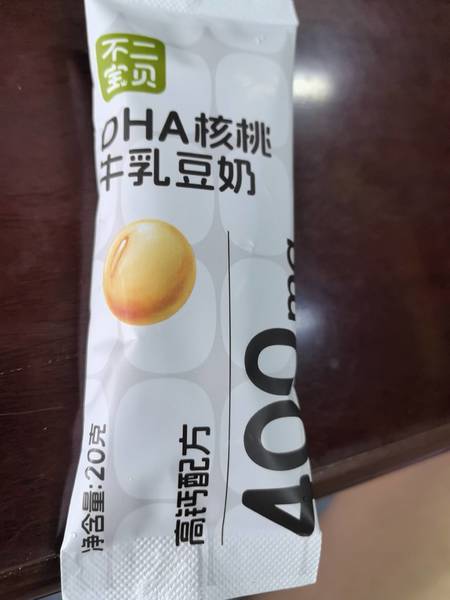 不二
宝贝
DHA核桃
牛乳豆奶
400mg
高钙配方
净含量:20克